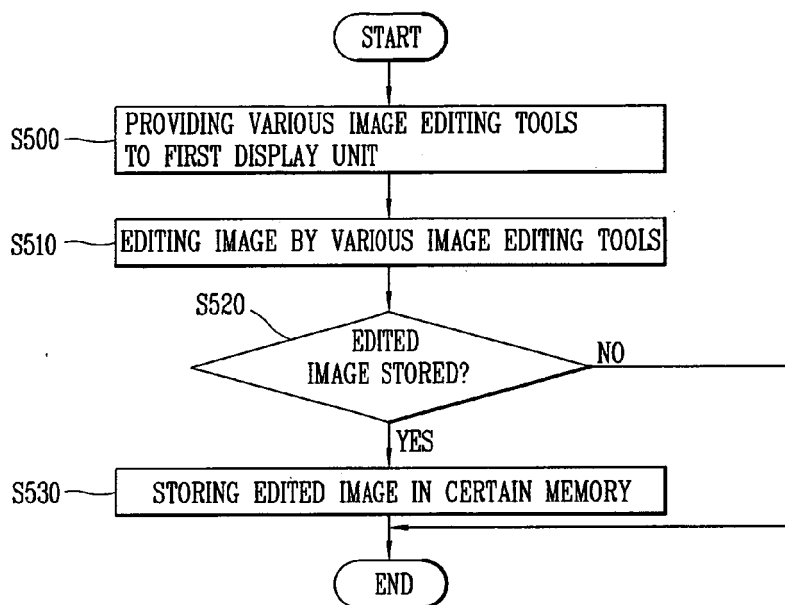 START
S500
PROVIDING VARIOUS IMAGE EDITING TOOLS
TO FIRST DISPLAY UNIT
S510
EDITING IMAGE BY VARIOUS IMAGE EDITING TOOLS
S520
EDITED
IMAGE STORED?
NO
YES
S530
STORING EDITED IMAGE IN CERTAIN MEMORY
END